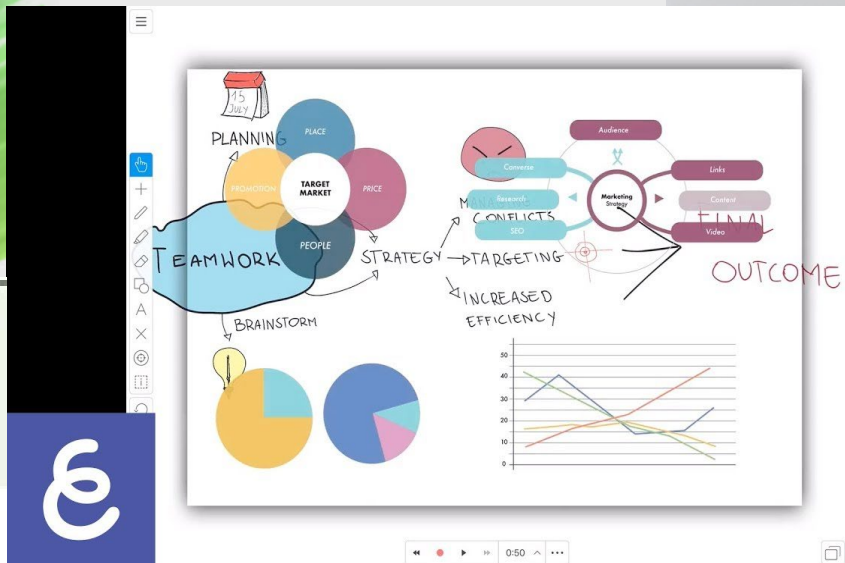 15
JULY
PLANNING
PLACE
PROMOTION
TARGET
MARKET
PRICE
PEOPLE
TEAMWORK
BRAINSTORM
STRATEGY
CONFLICTS
TARGETING
INCREASED
EFFICIENCY
Audience
Converse
Research
SEO
Marketing
Strategy
Links
Content
Video
FINAL
OUTCOME
50
40
30
20
10
0
0:50